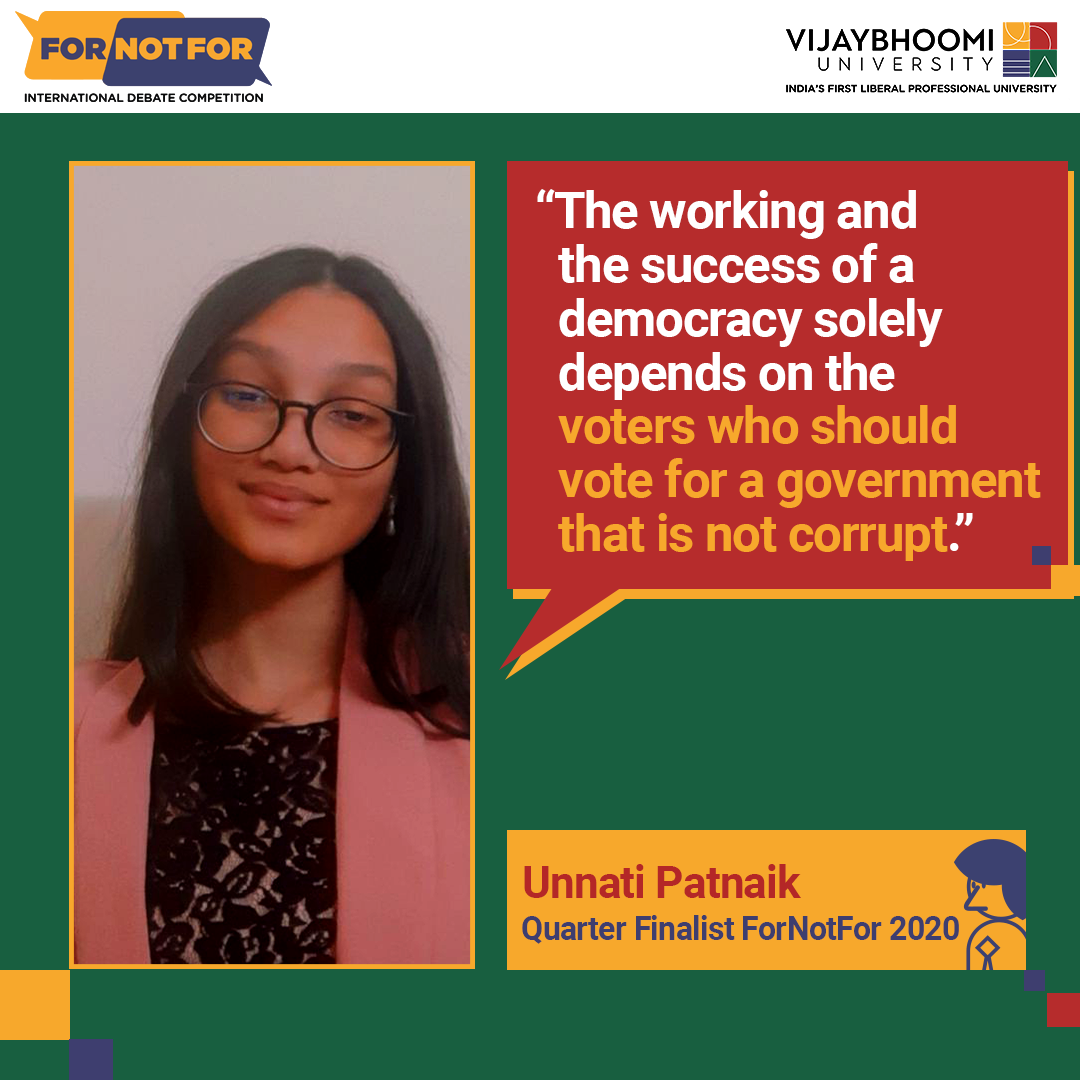 FOR NOT FOR
INTERNATIONAL DEBATE COMPETITION
VIJAYBHOOMI
UNIVERSITY
INDIA'S FIRST LIBERAL PROFESSIONAL UNIVERSITY
“The working and
the success of a
democracy solely
depends on the
voters who should
vote for a government
that is not corrupt.”
Unnati Patnaik
Quarter Finalist ForNotFor 2020